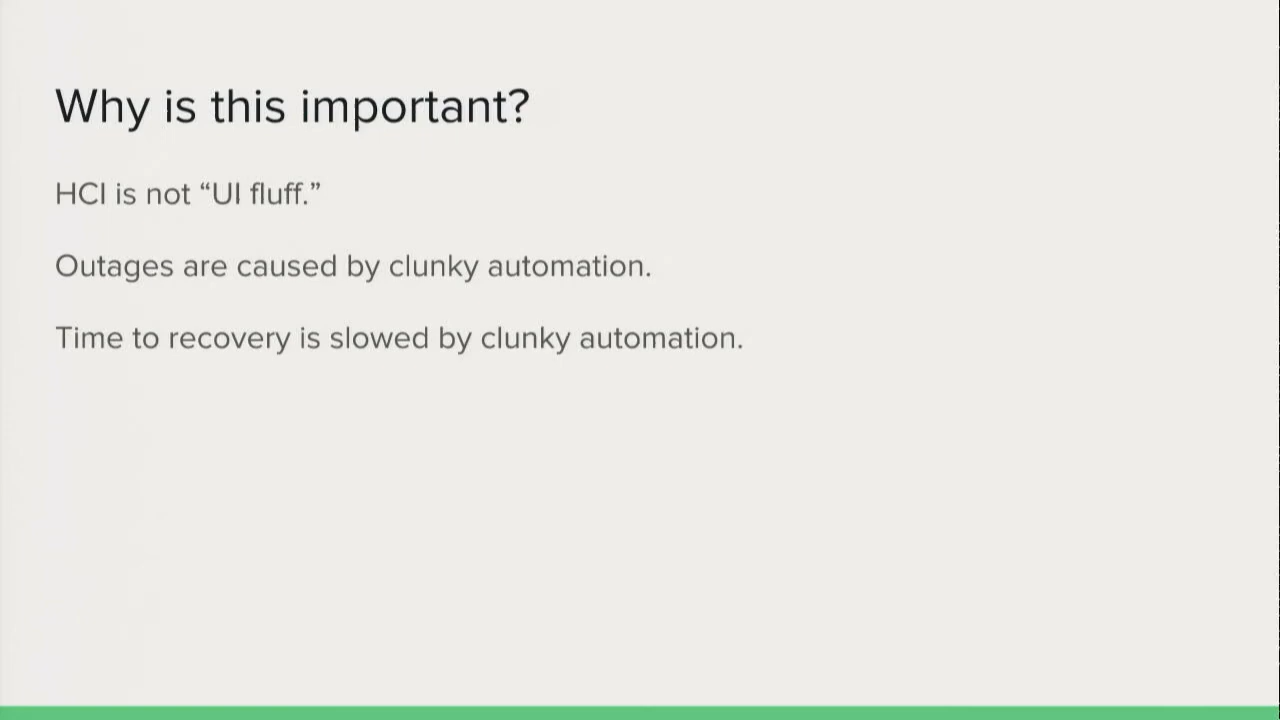 Why is this important?
HCI is not “UI fluff.”
Outages are caused by clunky automation.
Time to recovery is slowed by clunky automation.